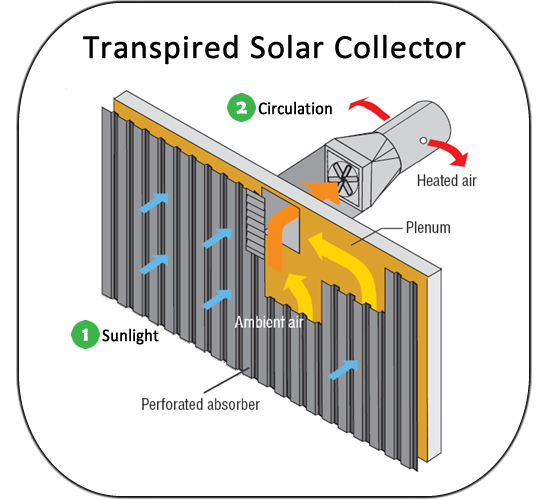 Transpired Solar Collector
2 Circulation
Heated air
Plenum
Ambient air
1 Sunlight
Perforated absorber